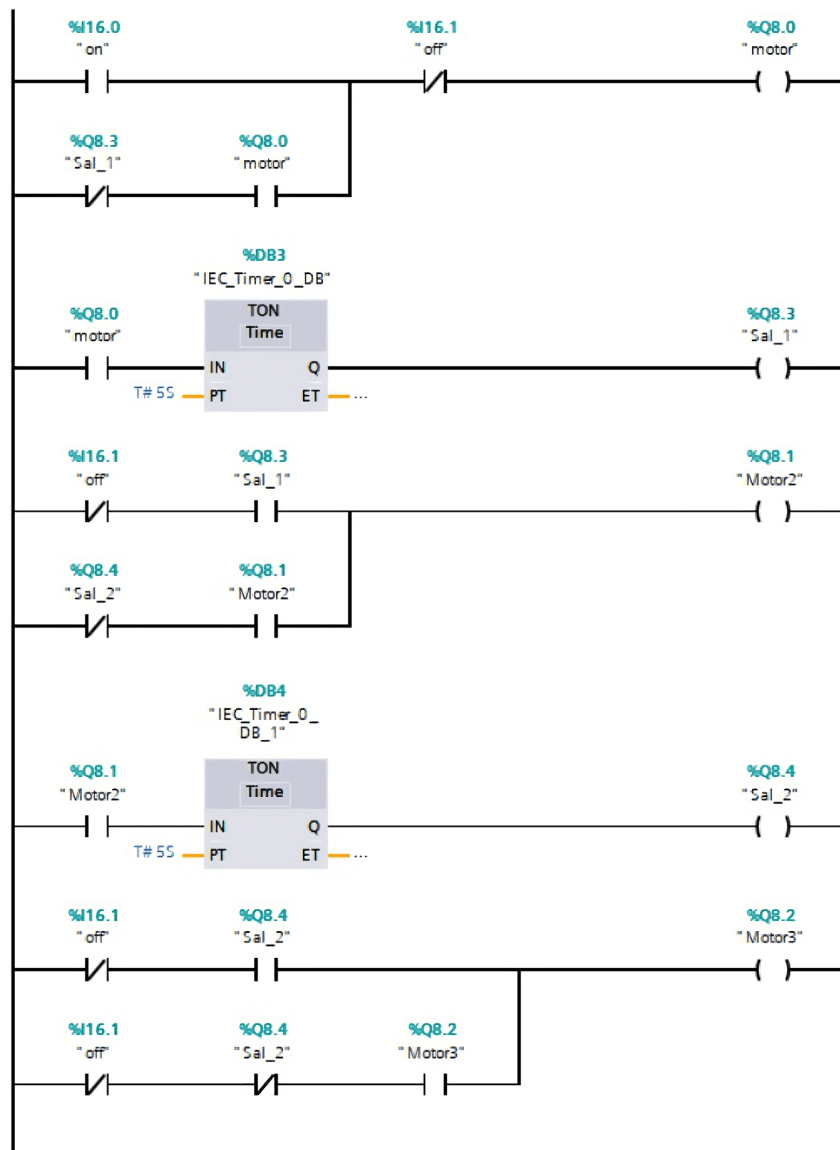 %I16.0 %I16.1 %Q8.0
"on" "off" "motor"
%Q8.3 %Q8.0
"Sal_1" "motor"
%DB3
"IEC_Timer_0_DB"
TON
%Q8.0 %Q8.3
"motor" Time "Sal_1"
IN Q
T#5S PT ET ...
%I16.1 %Q8.3 %Q8.1
"off" "Sal_1" "Motor2"
%Q8.4 %Q8.1
"Sal_2" "Motor2"
%DB4
"IEC_Timer_0_
DB_1"
TON
%Q8.1 %Q8.4
"Motor2" Time "Sal_2"
IN Q
T#5S PT ET ...
%I16.1 %Q8.4 %Q8.2
"off" "Sal_2" "Motor3"
%I16.1 %Q8.4 %Q8.2
"off" "Sal_2" "Motor3"